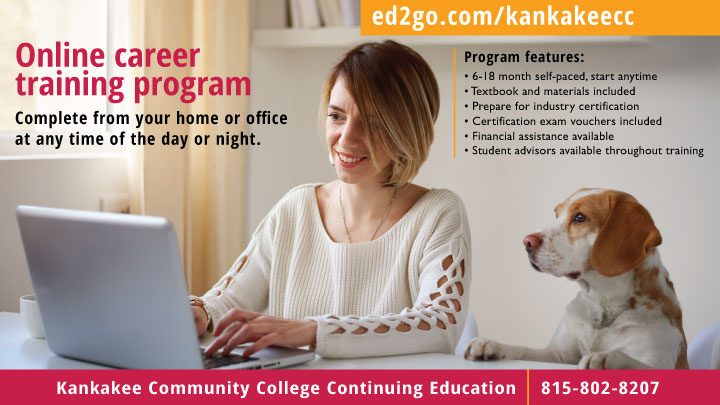 ed2go.com/kankakeecc
Online career
training program
Complete from your home or office
at any time of the day or night.
Program features:
• 6-18 month self-paced, start anytime
• Textbook and materials included
• Prepare for industry certification
• Certification exam vouchers included
• Financial assistance available
• Student advisors available throughout training
Kankakee Community College Continuing Education
815-802-8207